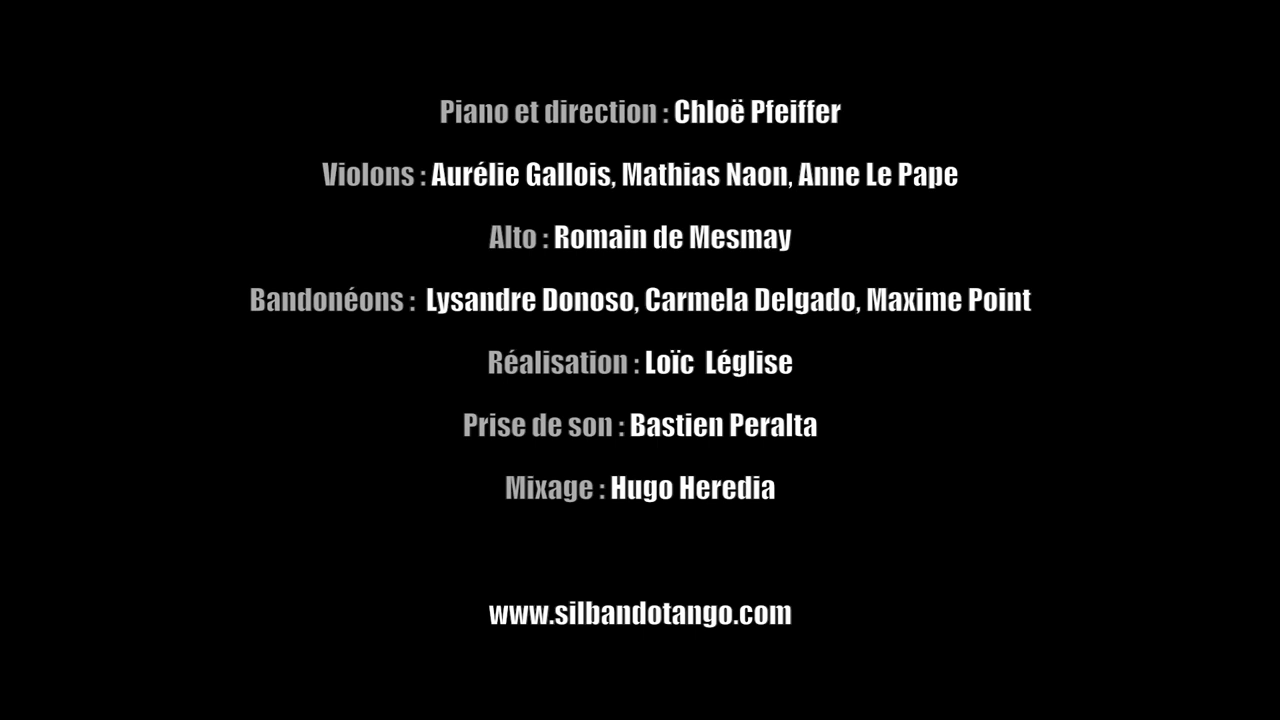 Piano et direction : Chloë Pfeiffer
Violons : Aurélie Gallois, Mathias Naon, Anne Le Pape
Alto : Romain de Mesmay
Bandonéons : Lysandre Donoso, Carmela Delgado, Maxime Point
Réalisation : Loïc Léglise
Prise de son : Bastien Peralta
Mixage : Hugo Heredia
www.silbandotango.com